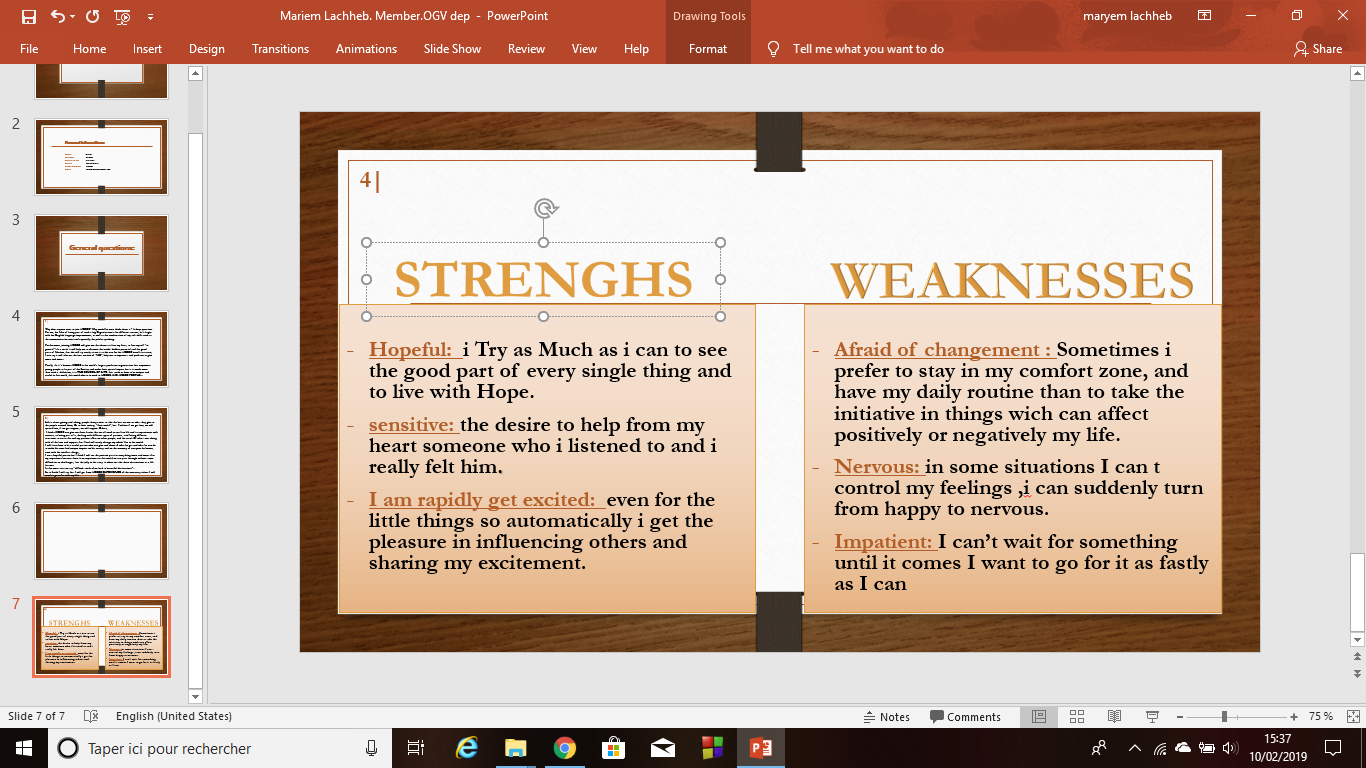 Mariem Lachheb. Member.OGV dep - PowerPoint
Drawing Tools
maryem lachheb
File Home Insert Design Transitions Animations Slide Show Review View Help Format Tell me what you want to do Share
2
3
General questions:
4
5
6
7
STRENGHS WEAKNESSES
4|
STRENGHS
- Hopeful: i Try as Much as i can to see
the good part of every single thing and
to live with Hope.
- sensitive: the desire to help from my
heart someone who i listened to and i
really felt him.
- I am rapidly get excited: even for the
little things so automatically i get the
pleasure in influencing others and
sharing my excitement.
WEAKNESSES
- Afraid of changement : Sometimes i
prefer to stay in my comfort zone, and
have my daily routine than to take the
initiative in things wich can affect
positively or negatively my life.
- Nervous: in some situations I can t
control my feelings ,i can suddenly turn
from happy to nervous.
- Impatient: I can’t wait for something
until it comes I want to go for it as fastly
as I can
Slide 7 of 7 English (United States) Notes Comments 75 %
Taper ici pour rechercher
15:37
10/02/2019